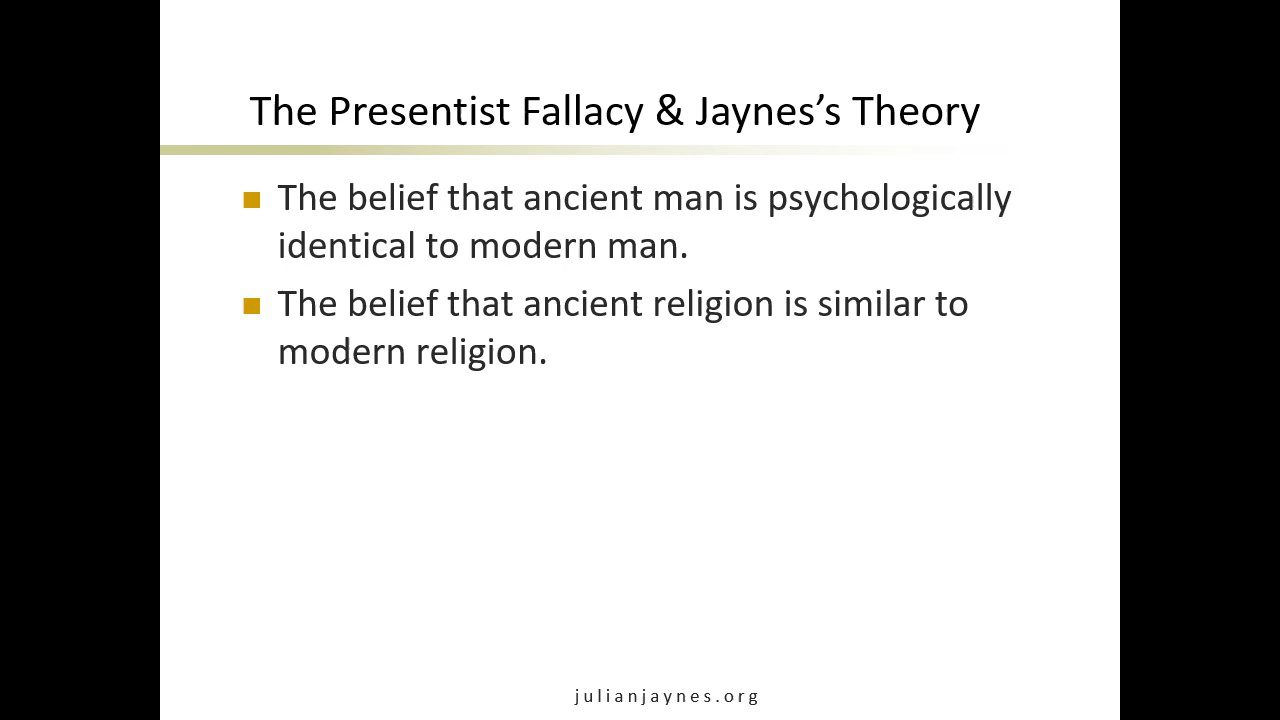 The Presentist Fallacy & Jaynes’s Theory
The belief that ancient man is psychologically
identical to modern man.
The belief that ancient religion is similar to
modern religion.
julianjaynes.org